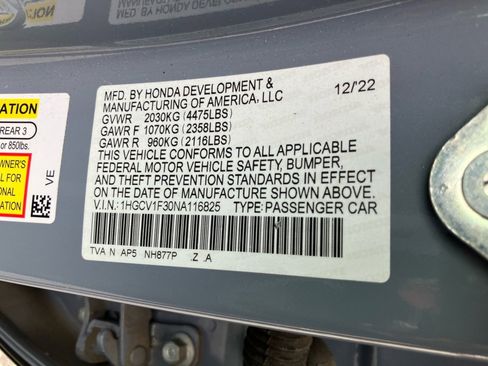 MFD. BY HONDA DEVELOPMENT & 12/22
MANUFACTURING OF AMERICA, LLC
GVWR 2030KG (4475LBS)
GAWR F 1070KG (2358LBS)
GAWR R 960KG (2116LBS)
THIS VEHICLE CONFORMS TO ALL APPLICABLE
FEDERAL MOTOR VEHICLE SAFETY, BUMPER,
AND THEFT PREVENTION STANDARDS IN EFFECT
ON THE DATE OF MANUFACTURE SHOWN ABOVE.
V.I.N.: 1HGCV1F30NA116825 TYPE: PASSENGER CAR
TVA N AP5 NH877P Z A
REAR 3
or 850lbs.
VE